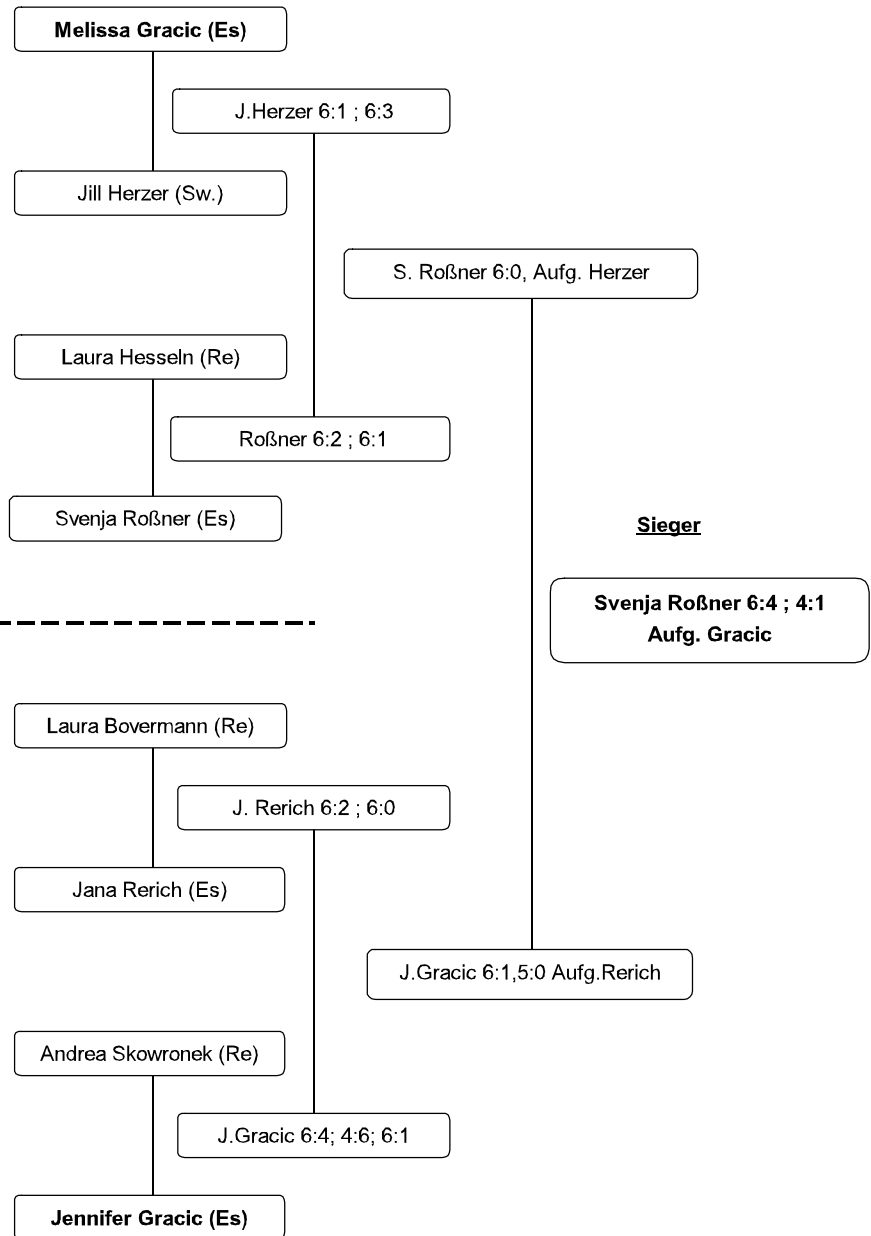 Melissa Gracic (Es)
J.Herzer 6:1 ; 6:3
Jill Herzer (Sw.)
S. Roßner 6:0, Aufg. Herzer
Laura Hesseln (Re)
Roßner 6:2 ; 6:1
Svenja Roßner (Es)
Sieger
Svenja Roßner 6:4 ; 4:1
Aufg. Gracic
Laura Bovermann (Re)
J. Rerich 6:2 ; 6:0
Jana Rerich (Es)
J.Gracic 6:1,5:0 Aufg.Rerich
Andrea Skowronek (Re)
J.Gracic 6:4; 4:6; 6:1
Jennifer Gracic (Es)